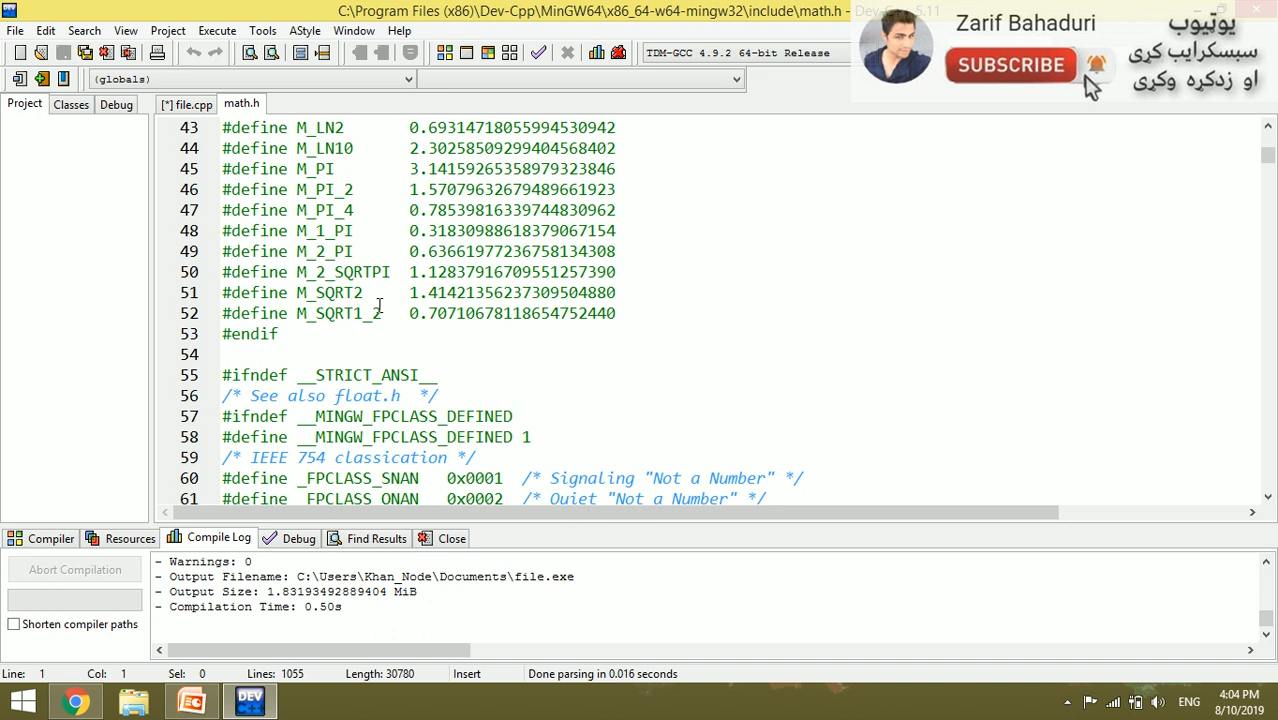 C:\Program Files (x86)\Dev-Cpp\MinGW64\x86_64-w64-mingw32\include\math.h - Dev-C++ 5.11
File Edit Search View Project Execute Tools AStyle Window Help
TDM-GCC 4.9.2 64-bit Release
(globals)
Project Classes Debug [*] file.cpp math.h
Zarif Bahaduri
SUBSCRIBE
یوټیوب
سبسکرایب کړی
او زدکړه وکړی
43 #define M_LN2 0.69314718055994530942
44 #define M_LN10 2.30258509299404568402
45 #define M_PI 3.14159265358979323846
46 #define M_PI_2 1.57079632679489661923
47 #define M_PI_4 0.78539816339744830962
48 #define M_1_PI 0.31830988618379067154
49 #define M_2_PI 0.63661977236758134308
50 #define M_2_SQRTPI 1.12837916709551257390
51 #define M_SQRT2 1.41421356237309504880
52 #define M_SQRT1_2 0.70710678118654752440
53 #endif
54
55 #ifndef __STRICT_ANSI__
56 /* See also float.h */
57 #ifndef __MINGW_FPCLASS_DEFINED
58 #define __MINGW_FPCLASS_DEFINED 1
59 /* IEEE 754 classication */
60 #define _FPCLASS_SNAN 0x0001 /* Signaling "Not a Number" */
61 #define _FPCLASS_QNAN 0x0002 /* Quiet "Not a Number" */
Compiler Resources Compile Log Debug Find Results Close
Abort Compilation
Shorten compiler paths
- Warnings: 0
- Output Filename: C:\Users\Khan_Node\Documents\file.exe
- Output Size: 1.83193492889404 MiB
- Compilation Time: 0.50s
Line: 1 Col: 1 Sel: 0 Lines: 1055 Length: 30780 Insert Done parsing in 0.016 seconds
DEV C++
ENG
4:04 PM
8/10/2019